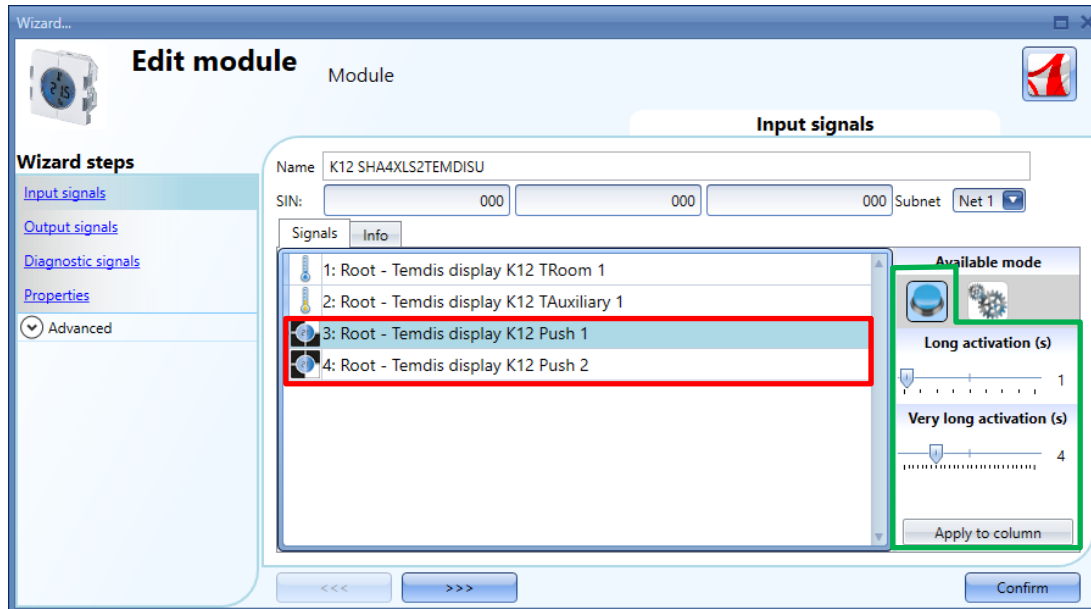 Wizard...
Edit module
Module
Input signals
Wizard steps
Input signals
Output signals
Diagnostic signals
Properties
Advanced
Name K12 SHA4XLS2TEMDISU
SIN: 000 000 000 Subnet Net 1
Signals Info
1: Root - Temdis display K12 TRoom 1
2: Root - Temdis display K12 TAuxiliary 1
3: Root - Temdis display K12 Push 1
4: Root - Temdis display K12 Push 2
Available mode
Long activation (s)
1
Very long activation (s)
4
Apply to column
<<< >>> Confirm